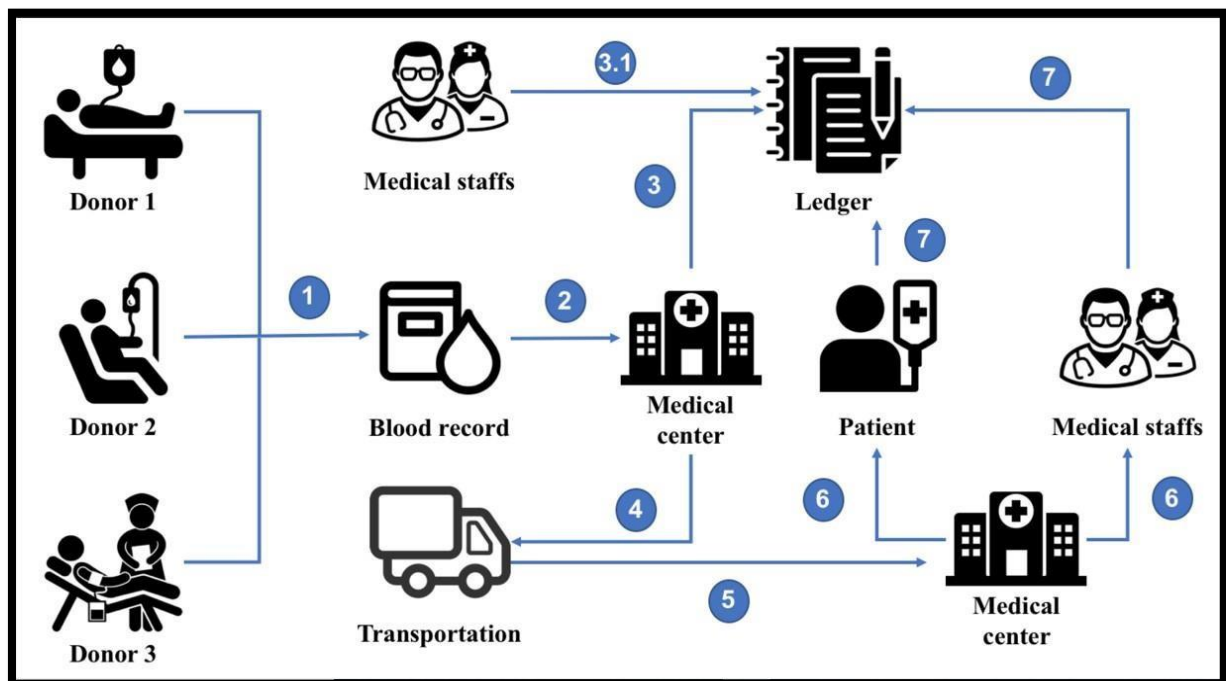 3.1
7
Medical staffs
3
Ledger
Donor 1
7
1
2
Donor 2
Blood record
Medical
center
Patient
Medical staffs
4
6
6
5
Transportation
Medical
center
Donor 3